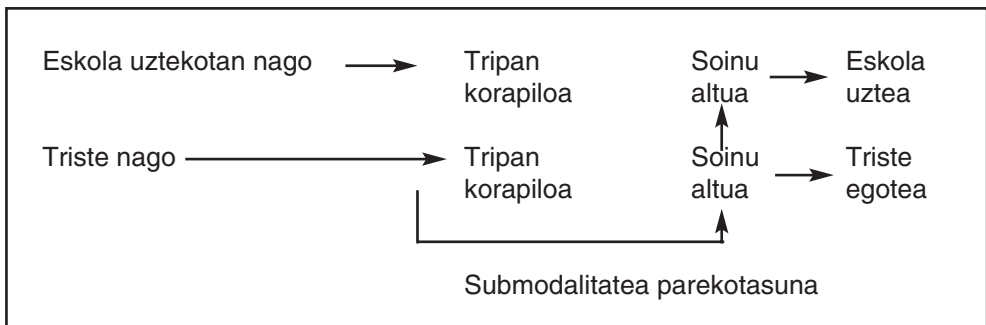 Eskola uztekotan nago Tripan Soinu Eskola
korapiloa altua uztea
Triste nago Tripan Soinu Triste
korapiloa altua egotea
Submodalitatea parekotasuna